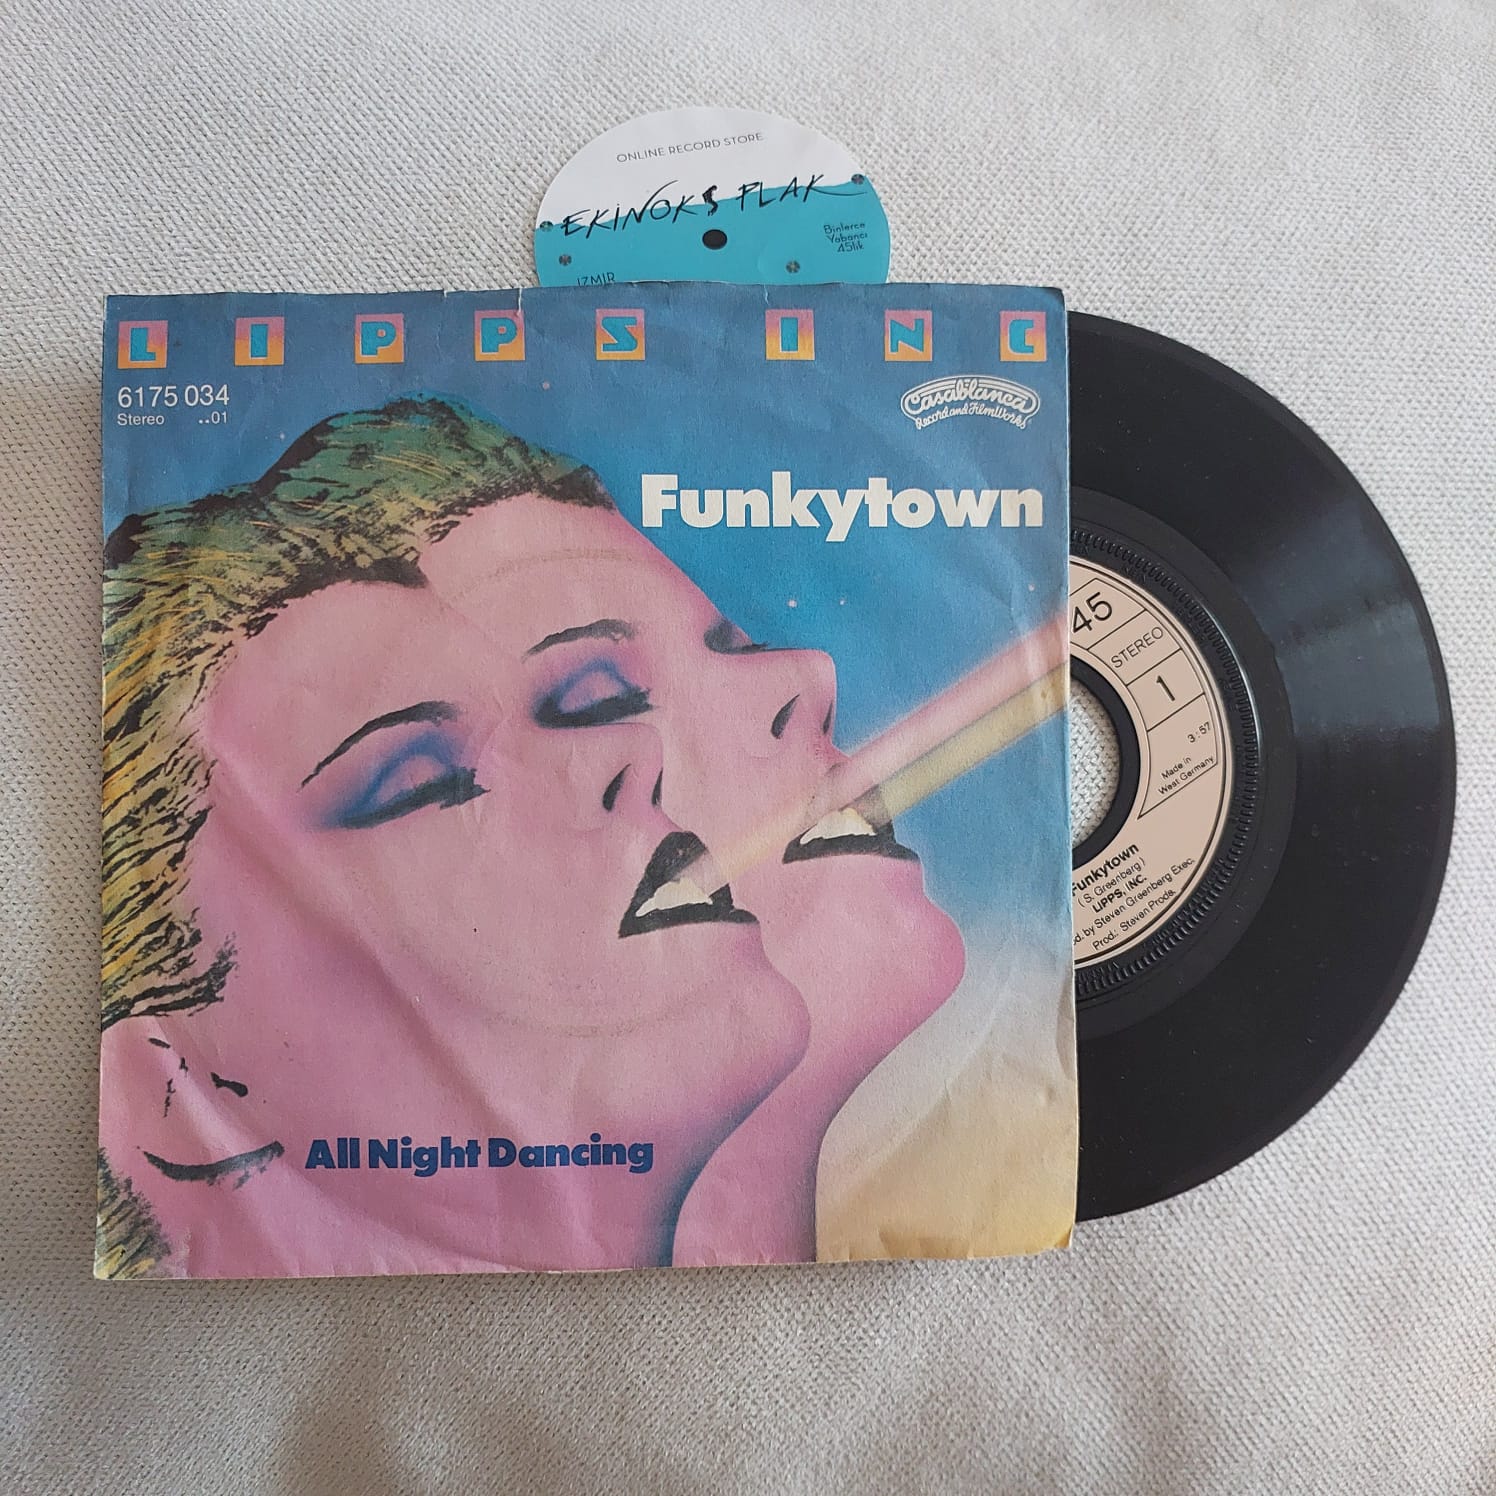 ONLINE RECORD STORE
EKİNOKS PLAK
Binlerce
Yabancı
45lik
IZMIR
LIPPS INC
6175 034
Stereo ..01
Casablanca
Record and FilmWorks
Funkytown
All Night Dancing
45
STEREO
1
3:57
Made in
West Germany
Funkytown
(S. Greenberg)
LIPPS, INC.
d. by Steven Greenberg Exec.
Prod.: Steven Prods.